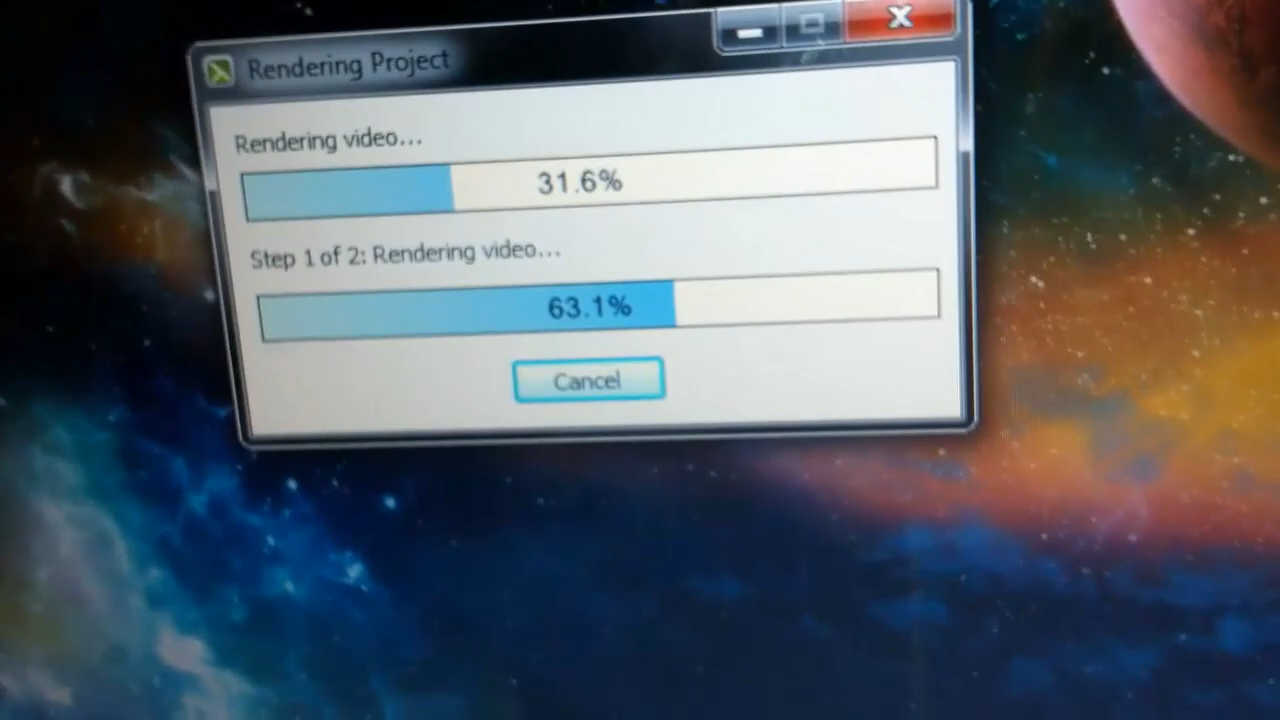 Rendering Project
Rendering video...
31.6%
Step 1 of 2: Rendering video...
63.1%
Cancel